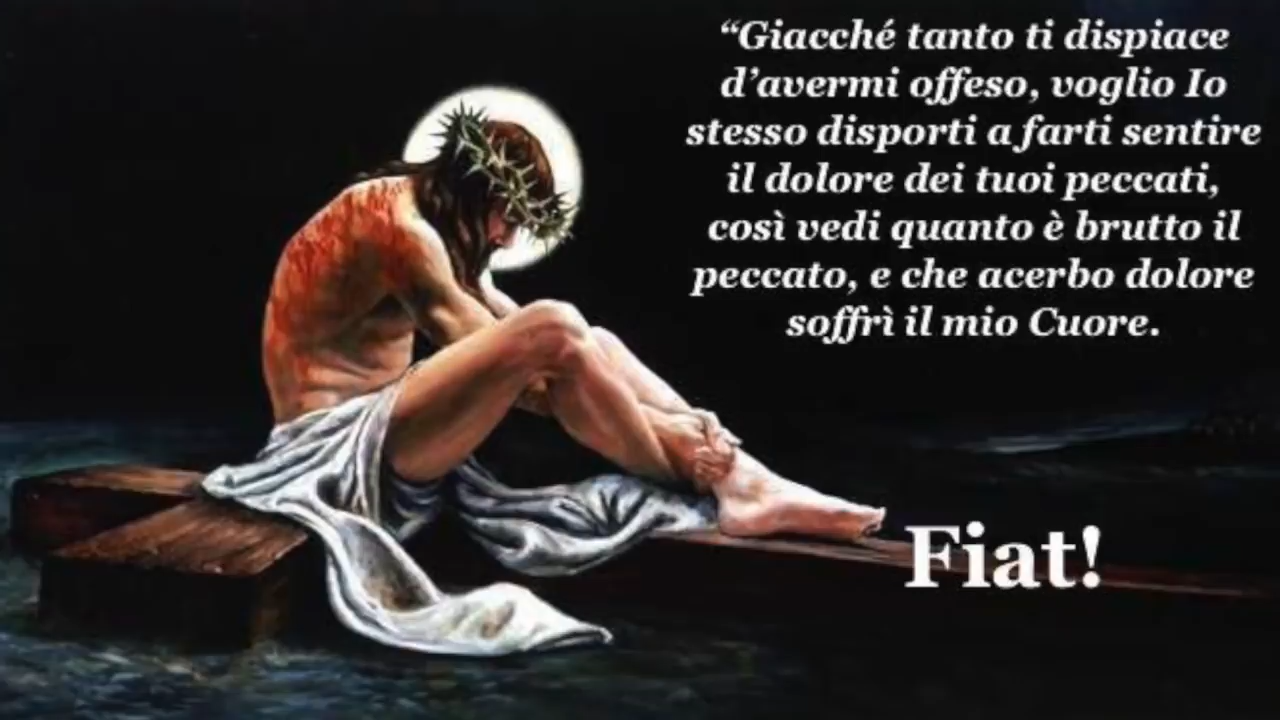 “Giacché tanto ti dispiace
d’avermi offeso, voglio Io
stesso disporti a farti sentire
il dolore dei tuoi peccati,
così vedi quanto è brutto il
peccato, e che acerbo dolore
soffrì il mio Cuore.
Fiat!